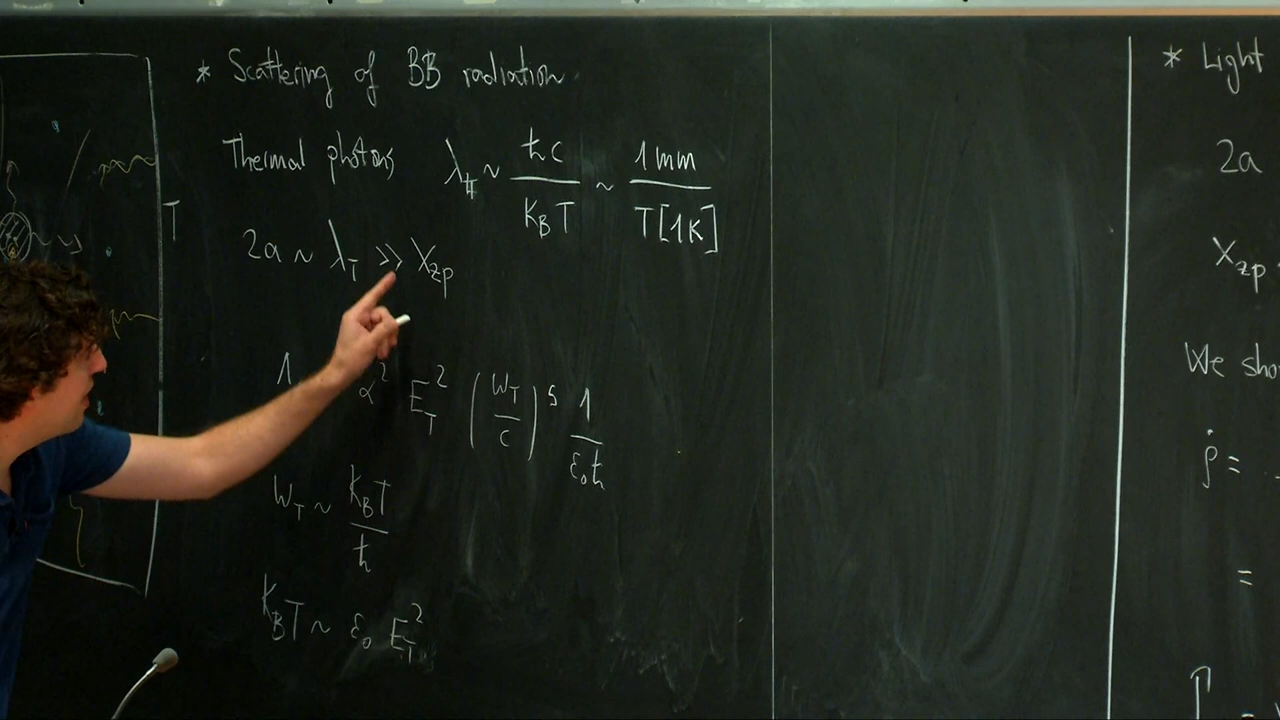 * Scattering of BB radiation
Thermal photons λ_T ~ ħc / K_B T ~ 1mm / T[1K]
T
2a ~ λ_T >> X_zp
1 α² E_T² (W_T / c)⁵ 1 / ε₀ħ
W_T ~ K_B T / ħ
K_B T ~ ε₀ E_T²
* Light
2a
X_zp
We sho
ρ̇ =
=
Γ =